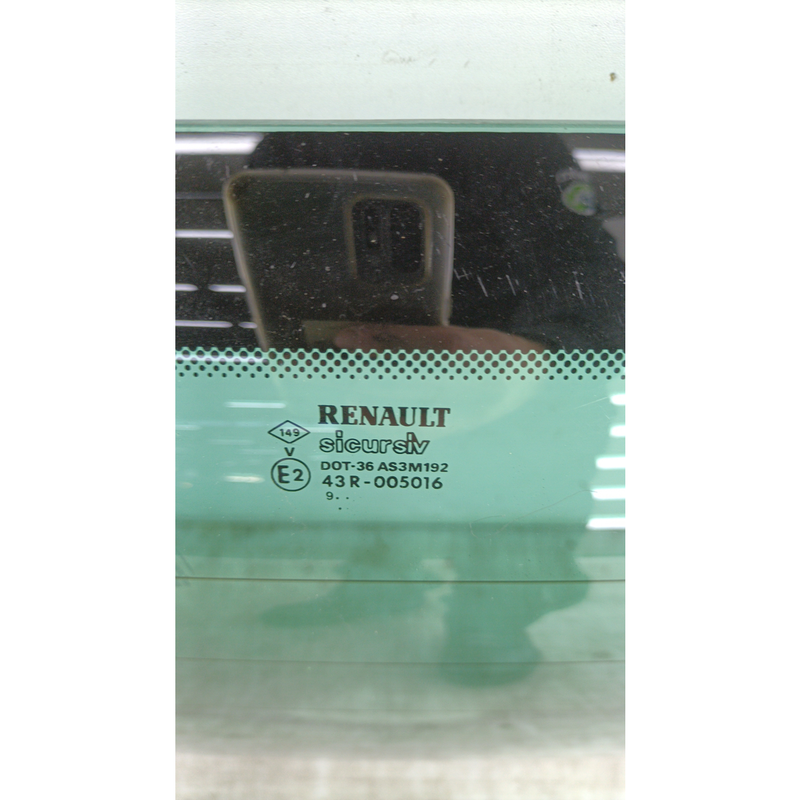 RENAULT
149
sicursiv
V
DOT-36 AS3M192
E2
43R-005016
9..
..